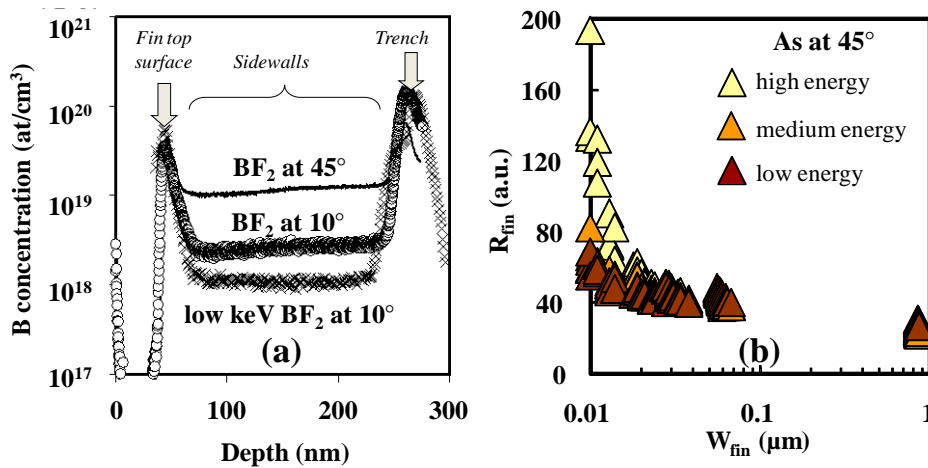 10²¹
10²⁰
10¹⁹
10¹⁸
10¹⁷
B concentration (at/cm³)
Fin top
surface
Sidewalls
Trench
BF₂ at 45°
BF₂ at 10°
low keV BF₂ at 10°
(a)
0
100
200
300
Depth (nm)
200
160
120
80
40
0
R_fin (a.u.)
As at 45°
high energy
medium energy
low energy
(b)
0.01
0.1
1
W_fin (µm)